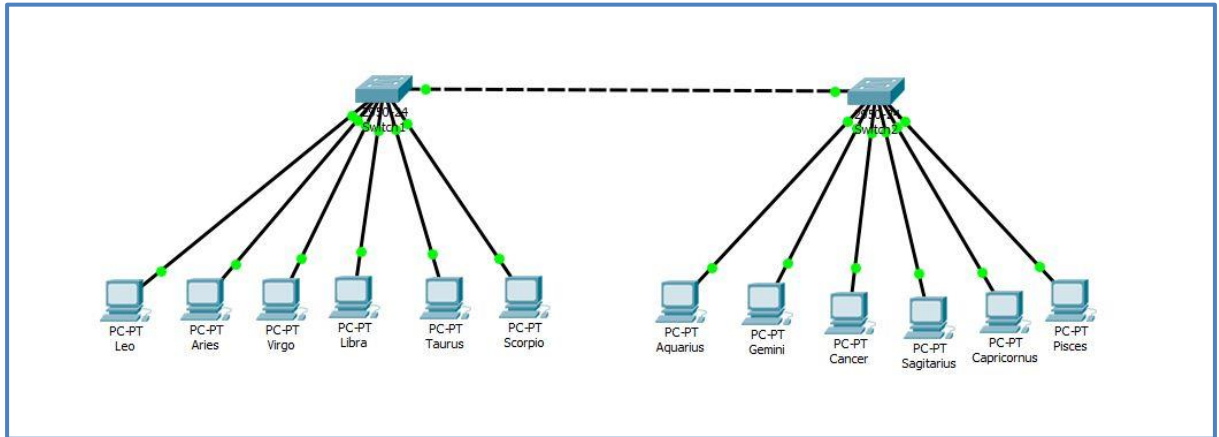 2950-24
Switch1
2950-24
Switch2
PC-PT
Leo
PC-PT
Aries
PC-PT
Virgo
PC-PT
Libra
PC-PT
Taurus
PC-PT
Scorpio
PC-PT
Aquarius
PC-PT
Gemini
PC-PT
Cancer
PC-PT
Sagitarius
PC-PT
Capricornus
PC-PT
Pisces